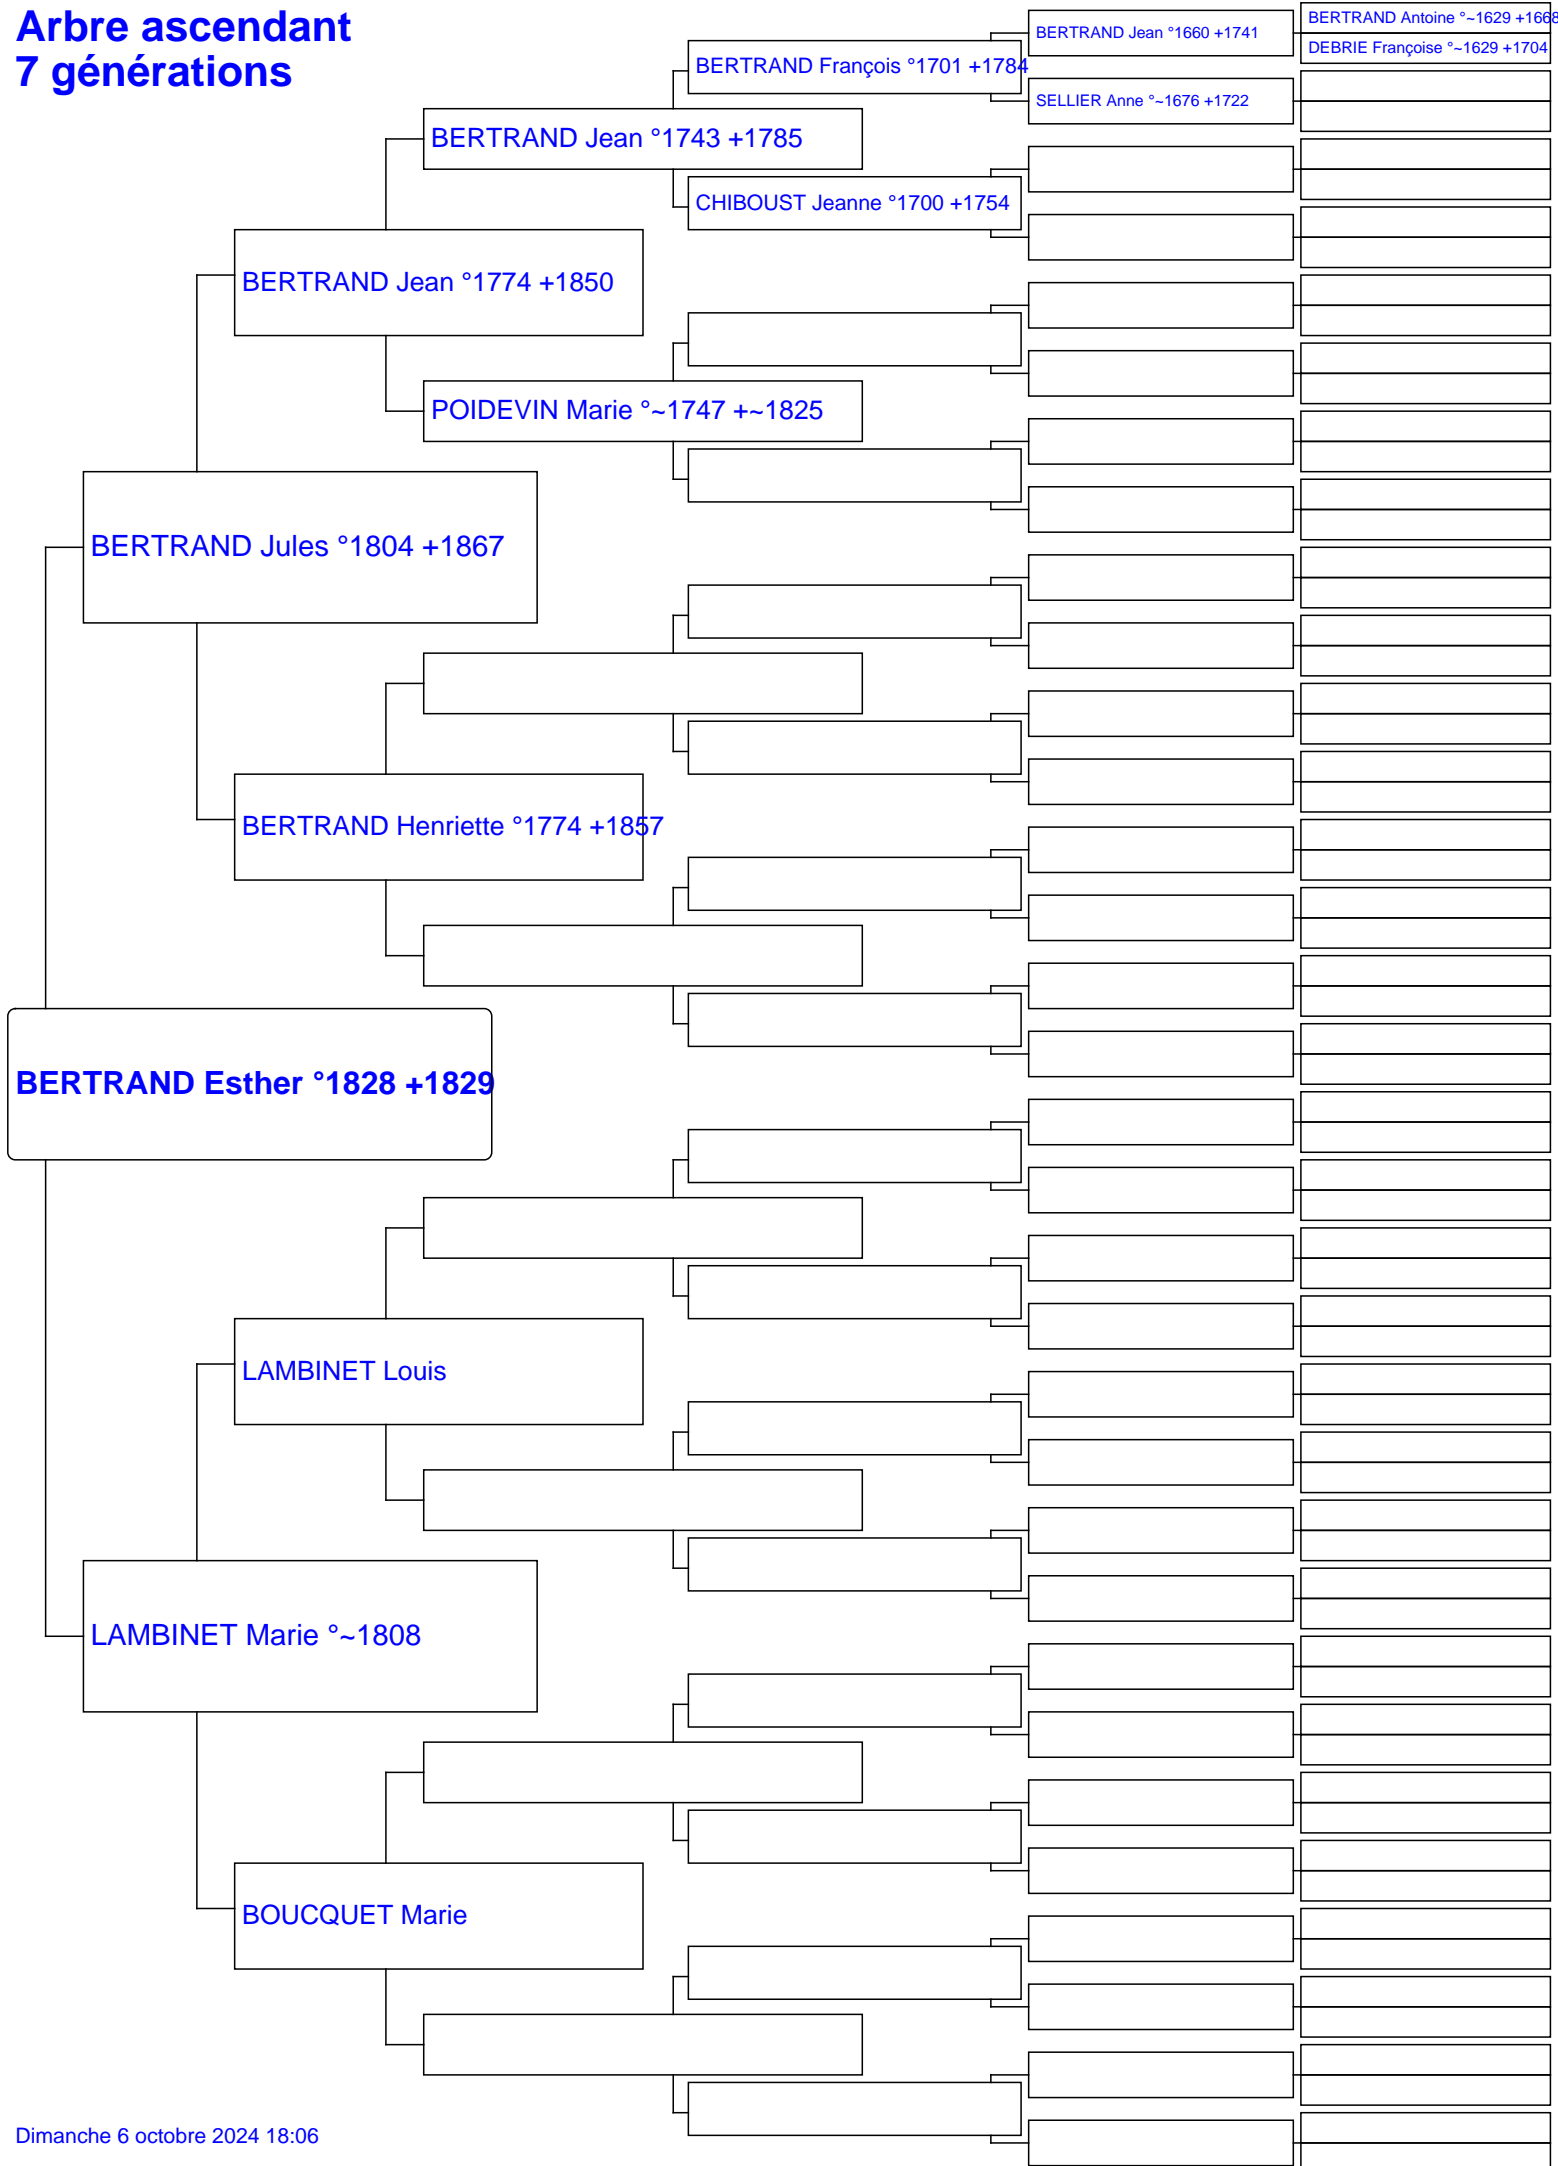 Arbre ascendant
7 générations
BERTRAND Antoine °~1629 +1668
BERTRAND Jean °1660 +1741
DEBRIE Françoise °~1629 +1704
BERTRAND François °1701 +1784
SELLIER Anne °~1676 +1722
BERTRAND Jean °1743 +1785
CHIBOUST Jeanne °1700 +1754
BERTRAND Jean °1774 +1850
POIDEVIN Marie °~1747 +~1825
BERTRAND Jules °1804 +1867
BERTRAND Henriette °1774 +1857
BERTRAND Esther °1828 +1829
LAMBINET Louis
LAMBINET Marie °~1808
BOUCQUET Marie
Dimanche 6 octobre 2024 18:06